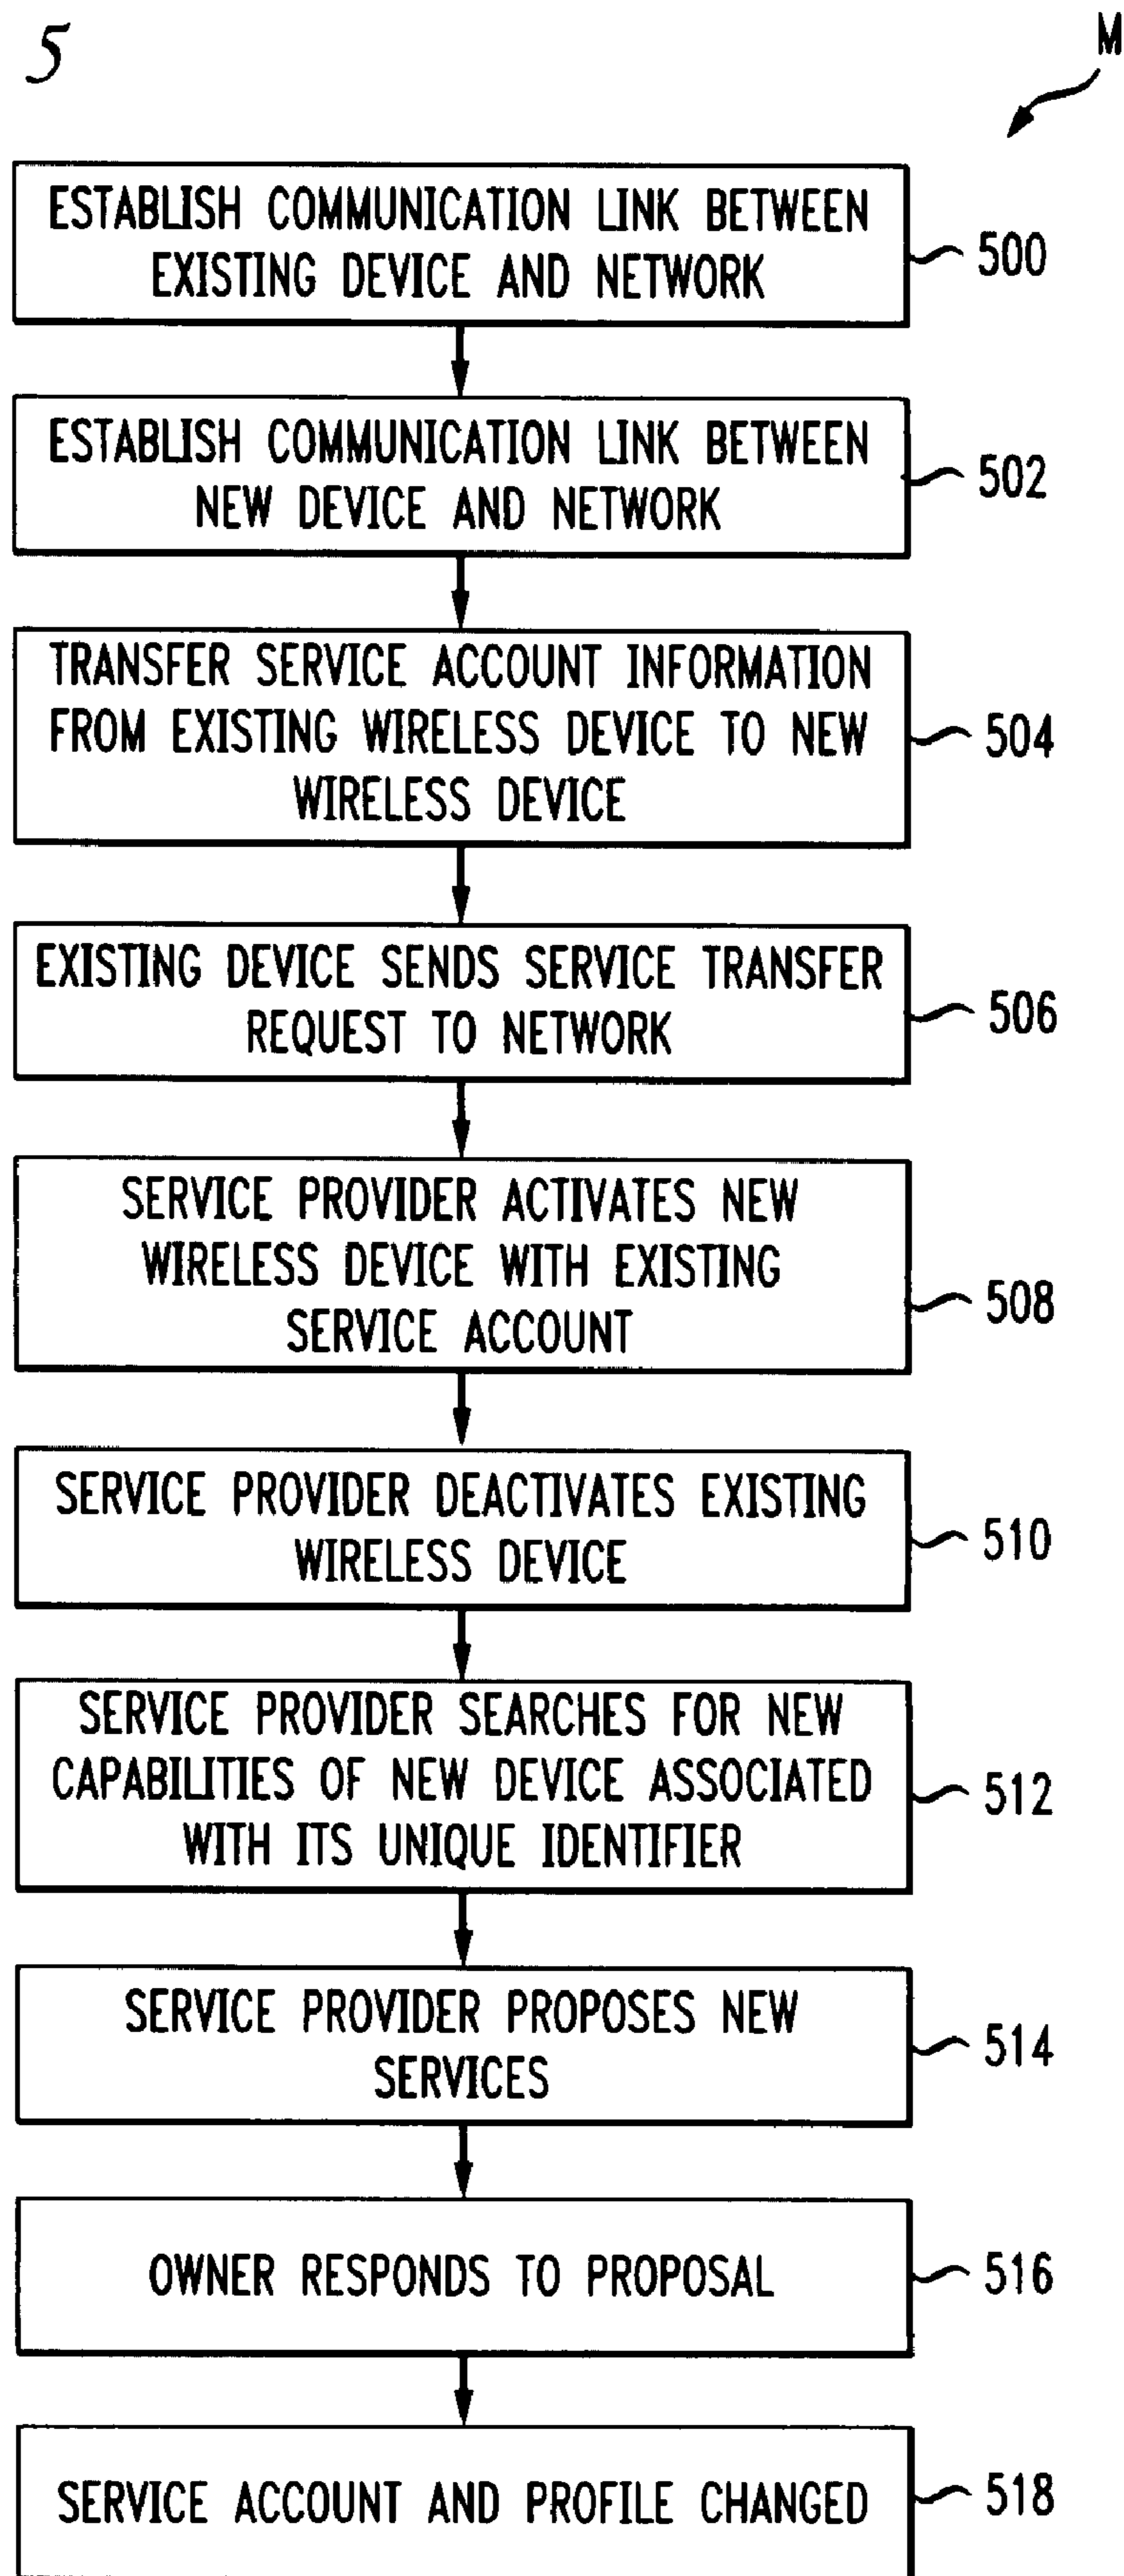 5
M
ESTABLISH COMMUNICATION LINK BETWEEN
EXISTING DEVICE AND NETWORK
500
ESTABLISH COMMUNICATION LINK BETWEEN
NEW DEVICE AND NETWORK
502
TRANSFER SERVICE ACCOUNT INFORMATION
FROM EXISTING WIRELESS DEVICE TO NEW
WIRELESS DEVICE
504
EXISTING DEVICE SENDS SERVICE TRANSFER
REQUEST TO NETWORK
506
SERVICE PROVIDER ACTIVATES NEW
WIRELESS DEVICE WITH EXISTING
SERVICE ACCOUNT
508
SERVICE PROVIDER DEACTIVATES EXISTING
WIRELESS DEVICE
510
SERVICE PROVIDER SEARCHES FOR NEW
CAPABILITIES OF NEW DEVICE ASSOCIATED
WITH ITS UNIQUE IDENTIFIER
512
SERVICE PROVIDER PROPOSES NEW
SERVICES
514
OWNER RESPONDS TO PROPOSAL
516
SERVICE ACCOUNT AND PROFILE CHANGED
518